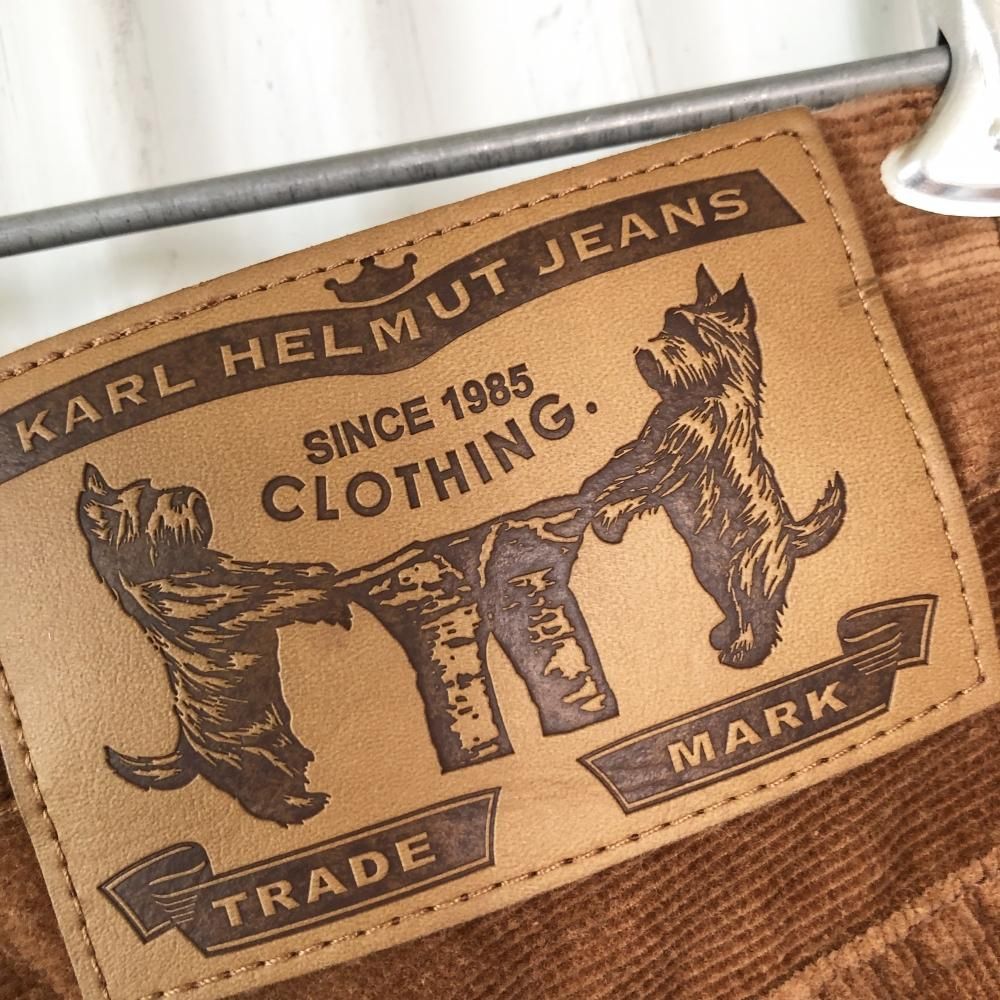 KARL HELMUT JEANS
SINCE 1985
CLOTHING.
TRADE MARK